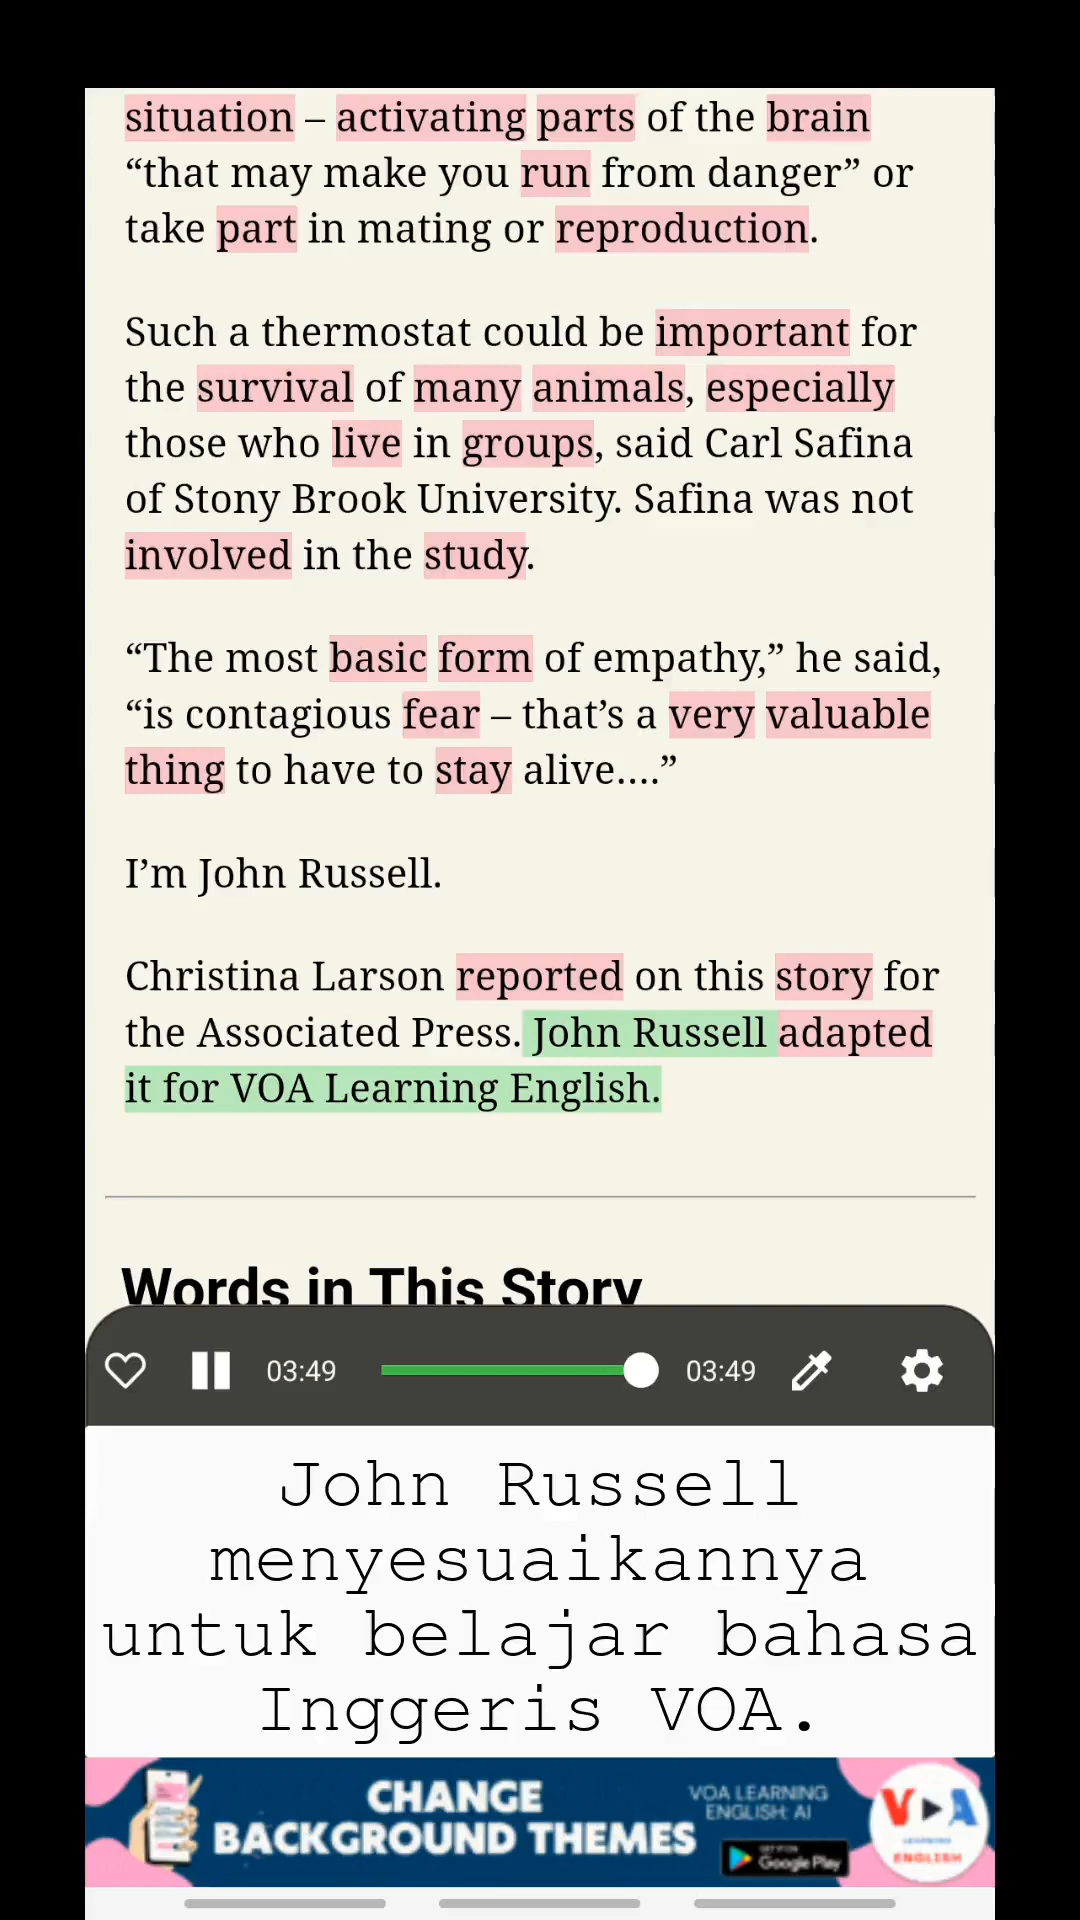 situation – activating parts of the brain
“that may make you run from danger” or
take part in mating or reproduction.
Such a thermostat could be important for
the survival of many animals, especially
those who live in groups, said Carl Safina
of Stony Brook University. Safina was not
involved in the study.
“The most basic form of empathy,” he said,
“is contagious fear – that’s a very valuable
thing to have to stay alive....”
I’m John Russell.
Christina Larson reported on this story for
the Associated Press. John Russell adapted
it for VOA Learning English.
Words in This Story
03:49 03:49
John Russell
menyesuaikannya
untuk belajar bahasa
Inggeris VOA.
CHANGE
BACKGROUND THEMES
VOA LEARNING
ENGLISH: AI
GET IT ON
Google Play
VOA
LEARNING
ENGLISH